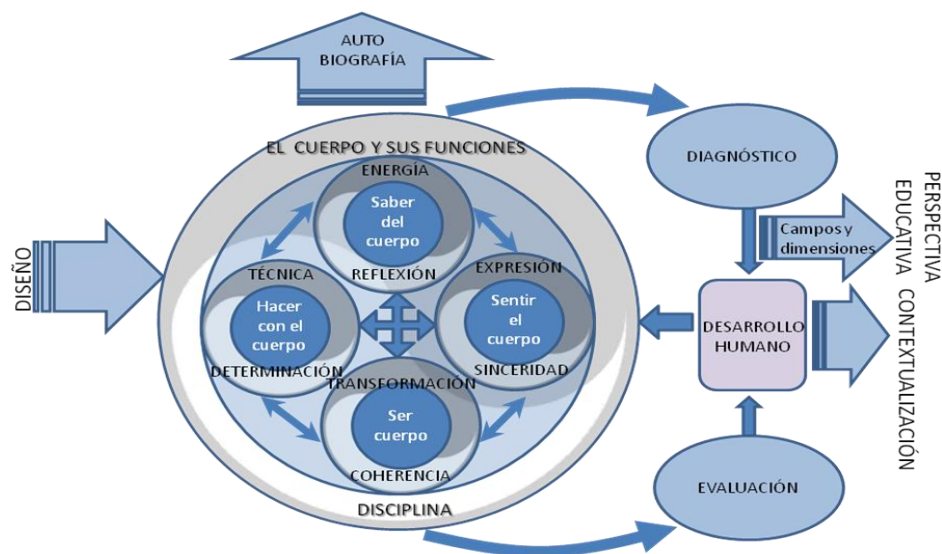 AUTO
BIOGRAFÍA
EL CUERPO Y SUS FUNCIONES
ENERGÍA
Saber
del
cuerpo
REFLEXIÓN
TÉCNICA
Hacer
con el
cuerpo
DETERMINACIÓN
EXPRESIÓN
Sentir
el
cuerpo
SINCERIDAD
TRANSFORMACIÓN
Ser
cuerpo
COHERENCIA
DISCIPLINA
DISEÑO
DIAGNÓSTICO
Campos y
dimensiones
DESARROLLO
HUMANO
EVALUACIÓN
PERSPECTIVA
EDUCATIVA CONTEXTUALIZACIÓN